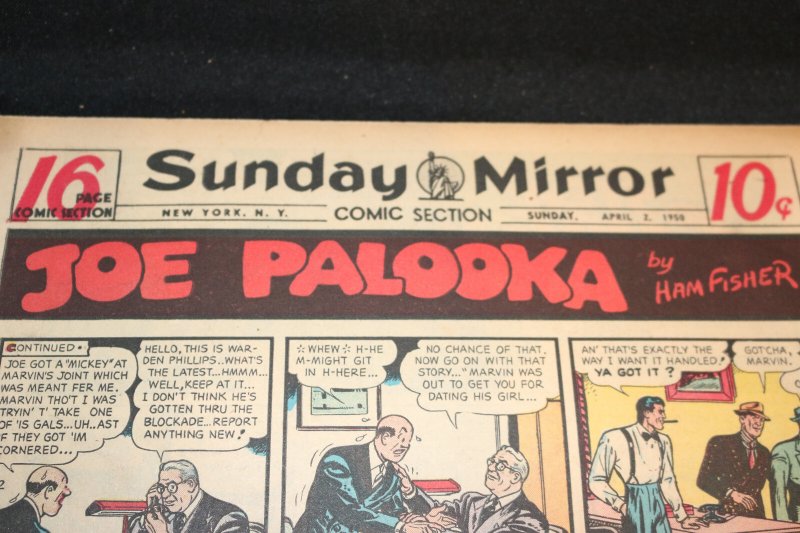 16
PAGE
COMIC SECTION
Sunday Mirror
10¢
NEW YORK, N. Y.
COMIC SECTION
SUNDAY, APRIL 2, 1950
JOE PALOOKA
by
HAM FISHER
CONTINUED.
JOE GOT A "MICKEY" AT
MARVIN'S JOINT WHICH
WAS MEANT FER ME.
MARVIN THO'T I WAS
TRYIN' T' TAKE ONE
OF 'IS GALS...UH..AST
IF THEY GOT 'IM
CORNERED...
HELLO, THIS IS WAR-
DEN PHILLIPS..WHAT'S
THE LATEST...HMMM...
WELL, KEEP AT IT...
I DON'T THINK HE'S
GOTTEN THRU THE
BLOCKADE...REPORT
ANYTHING NEW!
*WHEW* H-HE
M-MIGHT GIT
IN H-HERE...
NO CHANCE OF THAT.
NOW GO ON WITH THAT
STORY..."MARVIN WAS
OUT TO GET YOU FOR
DATING HIS GIRL...
AN' THAT'S EXACTLY THE
WAY I WANT IT HANDLED!
YA GOT IT?
GOTCHA,
MARVIN.